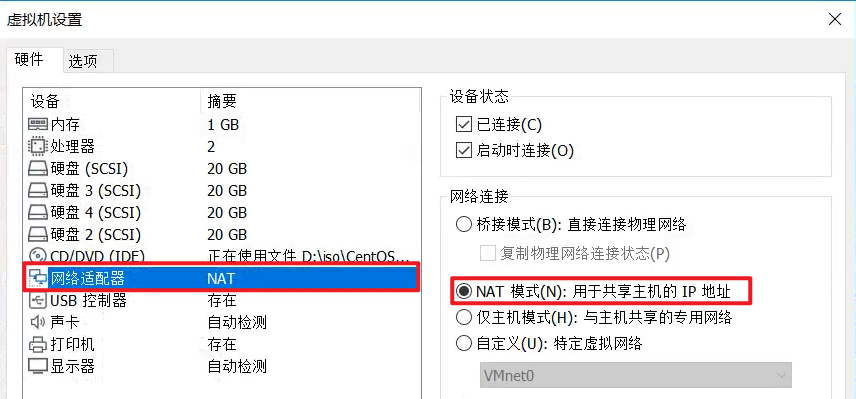 虚拟机设置
硬件 选项
设备 摘要
内存 1 GB
处理器 2
硬盘 (SCSI) 20 GB
硬盘 3 (SCSI) 20 GB
硬盘 4 (SCSI) 20 GB
硬盘 2 (SCSI) 20 GB
CD/DVD (IDE) 正在使用文件 D:\iso\CentOS...
网络适配器 NAT
USB 控制器 存在
声卡 自动检测
打印机 存在
显示器 自动检测
设备状态
已连接(C)
启动时连接(O)
网络连接
桥接模式(B): 直接连接物理网络
复制物理网络连接状态(P)
NAT 模式(N): 用于共享主机的 IP 地址
仅主机模式(H): 与主机共享的专用网络
自定义(U): 特定虚拟网络
VMnet0